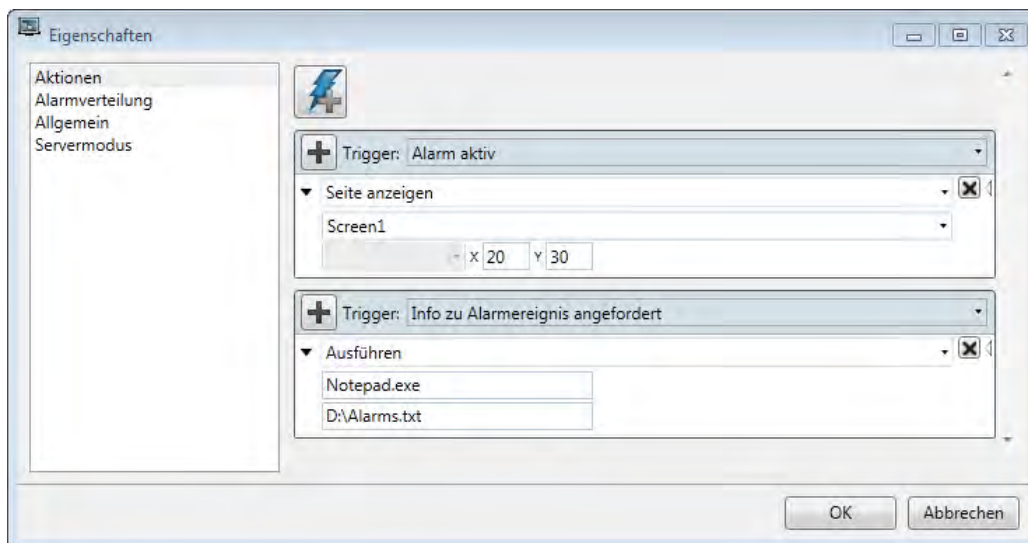 Eigenschaften
Aktionen
Alarmverteilung
Allgemein
Servermodus
Trigger: Alarm aktiv
Seite anzeigen
Screen1
X 20 Y 30
Trigger: Info zu Alarmereignis angefordert
Ausführen
Notepad.exe
D:\Alarms.txt
OK Abbrechen